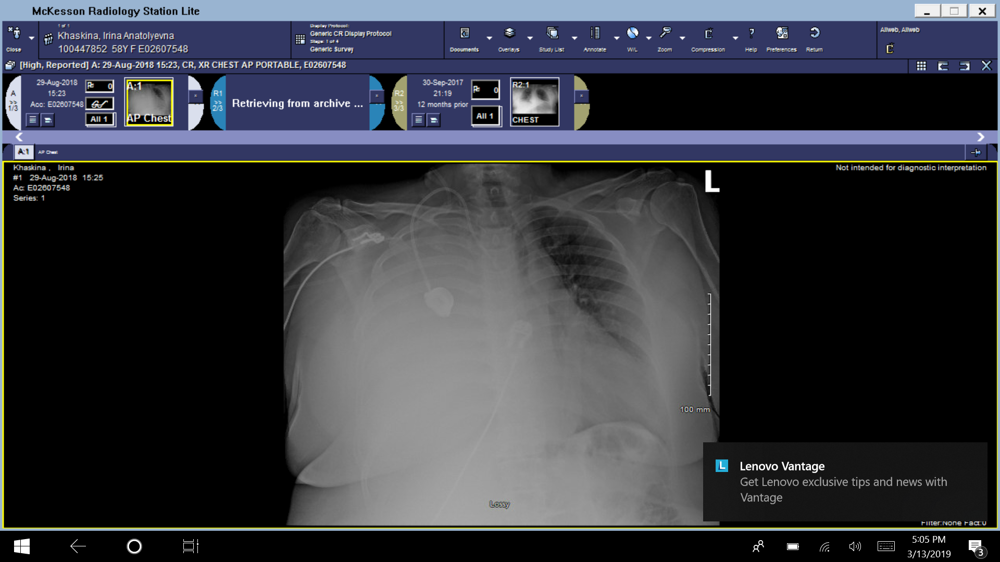 McKesson Radiology Station Lite
1 of 1
Khaskina, Irina Anatolyevna
100447852 58Y F E02607548
Close
Display Protocol:
Generic CR Display Protocol
Stage: 1 of 4
Generic Survey
Documents
Overlays
Study List
Annotate
W/L
Zoom
Compression
Help
Preferences
Return
Allweb, Allweb
[High, Reported] A: 29-Aug-2018 15:23, CR, XR CHEST AP PORTABLE, E02607548
A
>>
1/3
29-Aug-2018
15:23
Acc: E02607548
0
All 1
A:1
AP Chest
x
R1
>>
2/3
Retrieving from archive ...
x
R2
>>
3/3
30-Sep-2017
21:19
12 months prior
0
All 1
R2:1
CHEST
x
A:1
AP Chest
Khaskina , Irina
#1 29-Aug-2018 15:25
Ac: E02607548
Series: 1
Not intended for diagnostic interpretation
L
100 mm
Lossy
L
Lenovo Vantage
Get Lenovo exclusive tips and news with
Vantage
Filter:None Fact:0
5:05 PM
3/13/2019
3